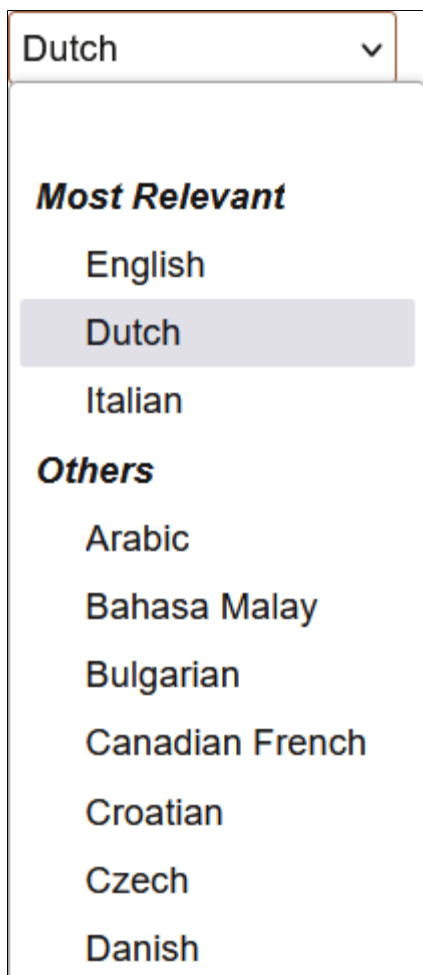 Dutch
Most Relevant
English
Dutch
Italian
Others
Arabic
Bahasa Malay
Bulgarian
Canadian French
Croatian
Czech
Danish